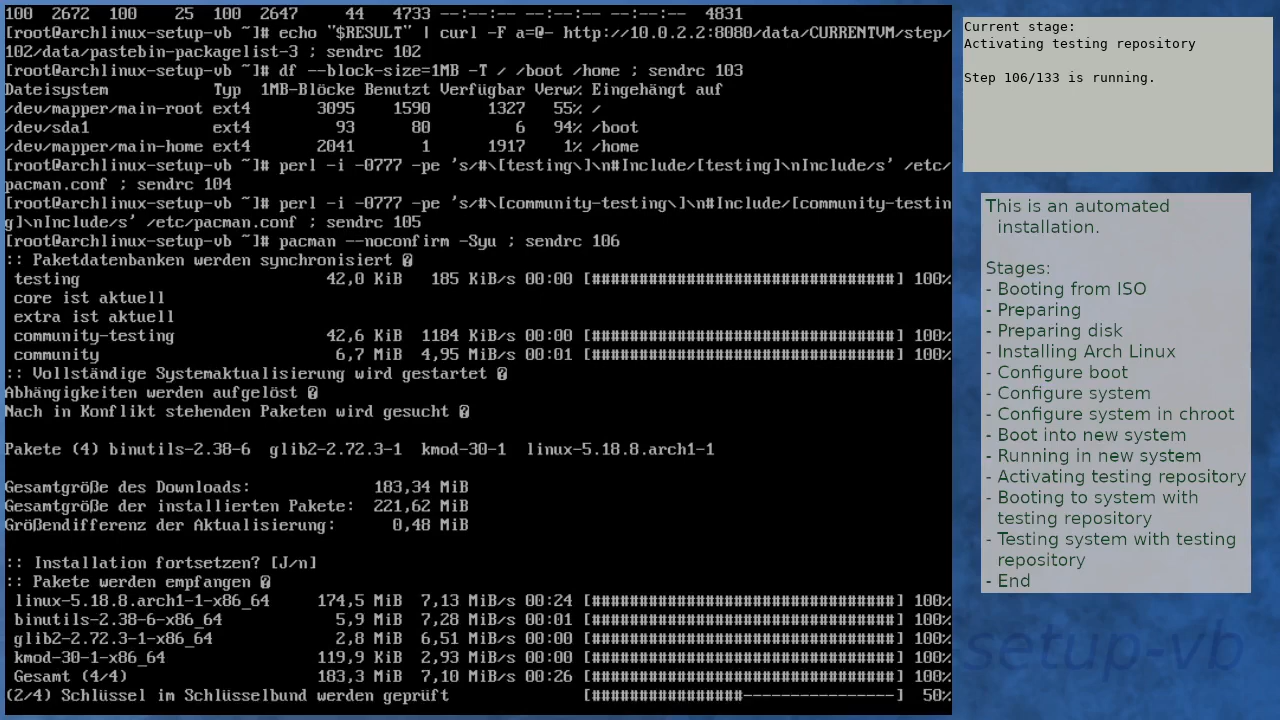 100  2672  100    25  100  2647     44   4733 --:--:-- --:--:-- --:--:--  4831
[root@archlinux-setup-vb ~]# echo "$RESULT" | curl -F a=@- http://10.0.2.2:8080/data/CURRENTVM/step/
102/data/pastebin-packagelist-3 ; sendrc 102
[root@archlinux-setup-vb ~]# df --block-size=1MB -T / /boot /home ; sendrc 103
Dateisystem           Typ  1MB-Blöcke Benutzt Verfügbar Verw% Eingehängt auf
/dev/mapper/main-root ext4       3095    1590      1327   55% /
/dev/sda1             ext4         93      80         6   94% /boot
/dev/mapper/main-home ext4       2041       1      1917    1% /home
[root@archlinux-setup-vb ~]# perl -i -0777 -pe 's/#\[testing\]\n#Include/[testing]\nInclude/s' /etc/
pacman.conf ; sendrc 104
[root@archlinux-setup-vb ~]# perl -i -0777 -pe 's/#\[community-testing\]\n#Include/[community-testin
g]\nInclude/s' /etc/pacman.conf ; sendrc 105
[root@archlinux-setup-vb ~]# pacman --noconfirm -Syu ; sendrc 106
:: Paketdatenbanken werden synchronisiert �
 testing                          42,0 KiB   185 KiB/s 00:00 [################################] 100%
 core ist aktuell
 extra ist aktuell
 community-testing                42,6 KiB  1184 KiB/s 00:00 [################################] 100%
 community                         6,7 MiB  4,95 MiB/s 00:01 [################################] 100%
:: Vollständige Systemaktualisierung wird gestartet �
Abhängigkeiten werden aufgelöst �
Nach in Konflikt stehenden Paketen wird gesucht �
Pakete (4) binutils-2.38-6  glib2-2.72.3-1  kmod-30-1  linux-5.18.8.arch1-1
Gesamtgröße des Downloads:             183,34 MiB
Gesamtgröße der installierten Pakete:  221,62 MiB
Größendifferenz der Aktualisierung:      0,48 MiB
:: Installation fortsetzen? [J/n]
:: Pakete werden empfangen �
 linux-5.18.8.arch1-1-x86_64     174,5 MiB  7,13 MiB/s 00:24 [################################] 100%
 binutils-2.38-6-x86_64            5,9 MiB  7,28 MiB/s 00:01 [################################] 100%
 glib2-2.72.3-1-x86_64             2,8 MiB  6,51 MiB/s 00:00 [################################] 100%
 kmod-30-1-x86_64                119,9 KiB  2,93 MiB/s 00:00 [################################] 100%
 Gesamt (4/4)                    183,3 MiB  7,10 MiB/s 00:26 [################################] 100%
(2/4) Schlüssel im Schlüsselbund werden geprüft              [################----------------]  50%
Current stage:
Activating testing repository
Step 106/133 is running.
This is an automated
installation.
Stages:
- Booting from ISO
- Preparing
- Preparing disk
- Installing Arch Linux
- Configure boot
- Configure system
- Configure system in chroot
- Boot into new system
- Running in new system
- Activating testing repository
- Booting to system with
testing repository
- Testing system with testing
repository
- End
setup-vb